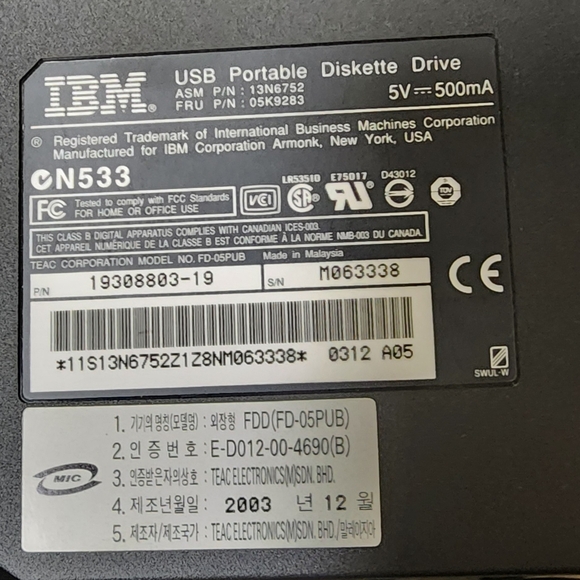 IBM®
USB Portable Diskette Drive
ASM P/N : 13N6752
FRU P/N : 05K9283
5V ⎓ 500mA
® Registered Trademark of International Business Machines Corporation
Manufactured for IBM Corporation Armonk, New York, USA
N533
FC Tested to comply with FCC Standards
FOR HOME OR OFFICE USE
VCI
LR53510 E75017 D43012
THIS CLASS B DIGITAL APPARATUS COMPLIES WITH CANADIAN ICES-003.
CET APPAREIL NUMÉRIQUE DE LA CLASSE B EST CONFORME À LA NORME NMB-003 DU CANADA.
TEAC CORPORATION MODEL NO. FD-05PUB Made in Malaysia
P/N 19308803-19 S/N M063338
CE
*11S13N6752Z1Z8NM063338* 0312 A05
SWUL-W
MIC
1. 기기의 명칭(모델명) : 외장형 FDD(FD-05PUB)
2. 인 증 번 호 : E-D012-00-4690(B)
3. 인증받은자의상호 : TEAC ELECTRONICS(M)SDN. BHD.
4. 제조년월일 : 2003 년 12 월
5. 제조자/제조국가 : TEAC ELECTRONICS(M)SDN. BHD./말레이지아